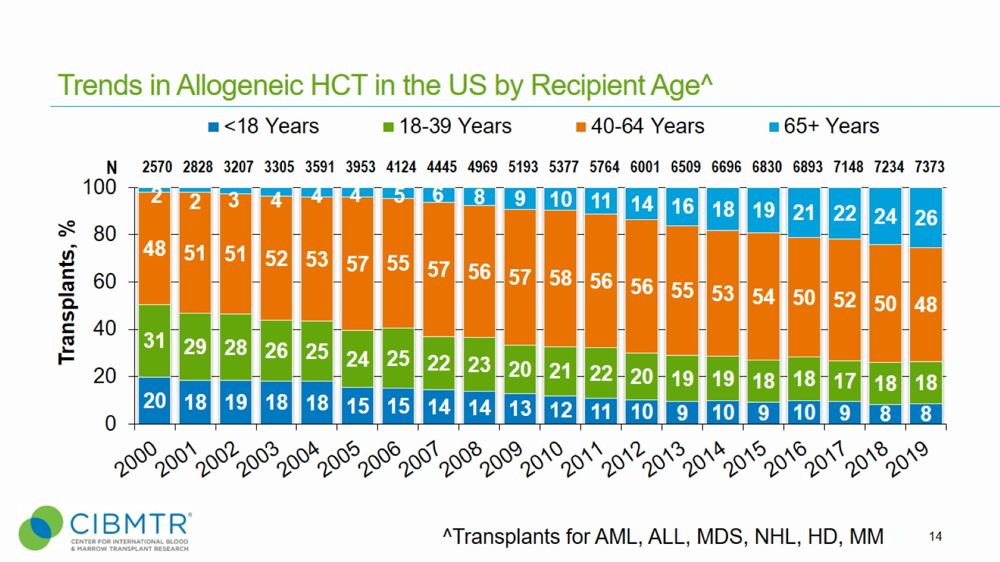 Trends in Allogeneic HCT in the US by Recipient Age^
<18 Years 18-39 Years 40-64 Years 65+ Years
N 2570 2828 3207 3305 3591 3953 4124 4445 4969 5193 5377 5764 6001 6509 6696 6830 6893 7148 7234 7373
Transplants, %
100
80
60
40
20
0
2 2 3 4 4 4 5 6 8 9 10 11 14 16 18 19 21 22 24 26
48 51 51 52 53 57 55 57 56 57 58 56 56 55 53 54 50 52 50 48
31 29 28 26 25 24 25 22 23 20 21 22 20 19 19 18 18 17 18 18
20 18 19 18 18 15 15 14 14 13 12 11 10 9 10 9 10 9 8 8
2000 2001 2002 2003 2004 2005 2006 2007 2008 2009 2010 2011 2012 2013 2014 2015 2016 2017 2018 2019
CIBMTR®
CENTER FOR INTERNATIONAL BLOOD
& MARROW TRANSPLANT RESEARCH
^Transplants for AML, ALL, MDS, NHL, HD, MM
14